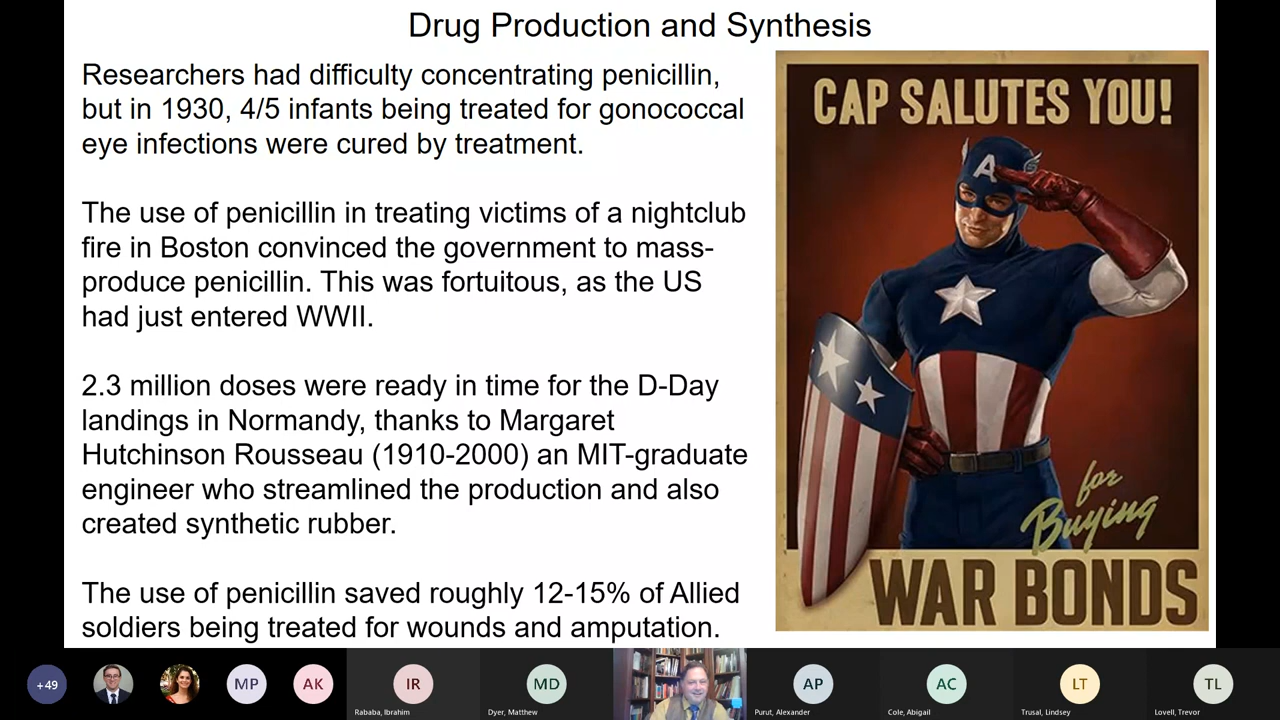 Drug Production and Synthesis
Researchers had difficulty concentrating penicillin,
but in 1930, 4/5 infants being treated for gonococcal
eye infections were cured by treatment.
The use of penicillin in treating victims of a nightclub
fire in Boston convinced the government to mass-
produce penicillin. This was fortuitous, as the US
had just entered WWII.
2.3 million doses were ready in time for the D-Day
landings in Normandy, thanks to Margaret
Hutchinson Rousseau (1910-2000) an MIT-graduate
engineer who streamlined the production and also
created synthetic rubber.
The use of penicillin saved roughly 12-15% of Allied
soldiers being treated for wounds and amputation.
CAP SALUTES YOU!
A
for
Buying
WAR BONDS
+49
MP
AK
IR
Rababa, Ibrahim
MD
Dyer, Matthew
AP
Purut, Alexander
AC
Cole, Abigail
LT
Trusal, Lindsey
TL
Lovell, Trevor